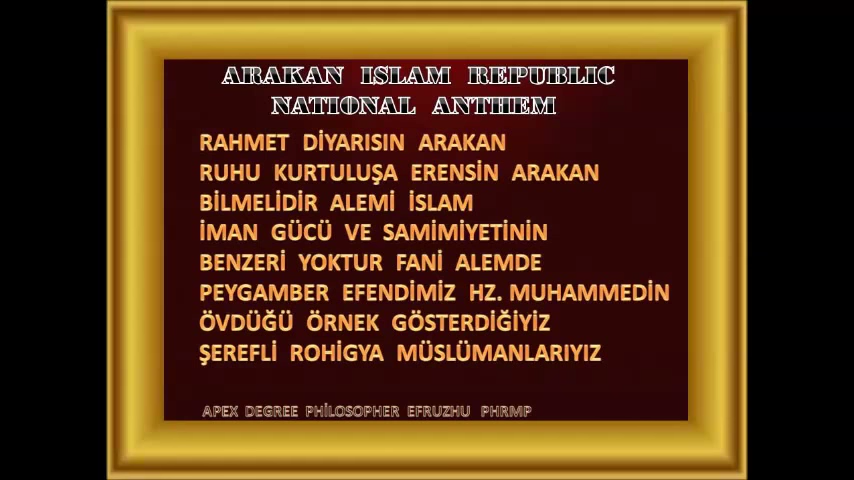 ARAKAN ISLAM REPUBLIC
NATIONAL ANTHEM
RAHMET DİYARISIN ARAKAN
RUHU KURTULUŞA ERENSİN ARAKAN
BİLMELİDİR ALEMİ İSLAM
İMAN GÜCÜ VE SAMİMİYETİNİN
BENZERİ YOKTUR FANİ ALEMDE
PEYGAMBER EFENDİMİZ HZ. MUHAMMEDİN
ÖVDÜĞÜ ÖRNEK GÖSTERDİĞİYİZ
ŞEREFLİ ROHİGYA MÜSLÜMANLARIYIZ
APEX DEGREE PHİLOSOPHER EFRUZHU PHRMP